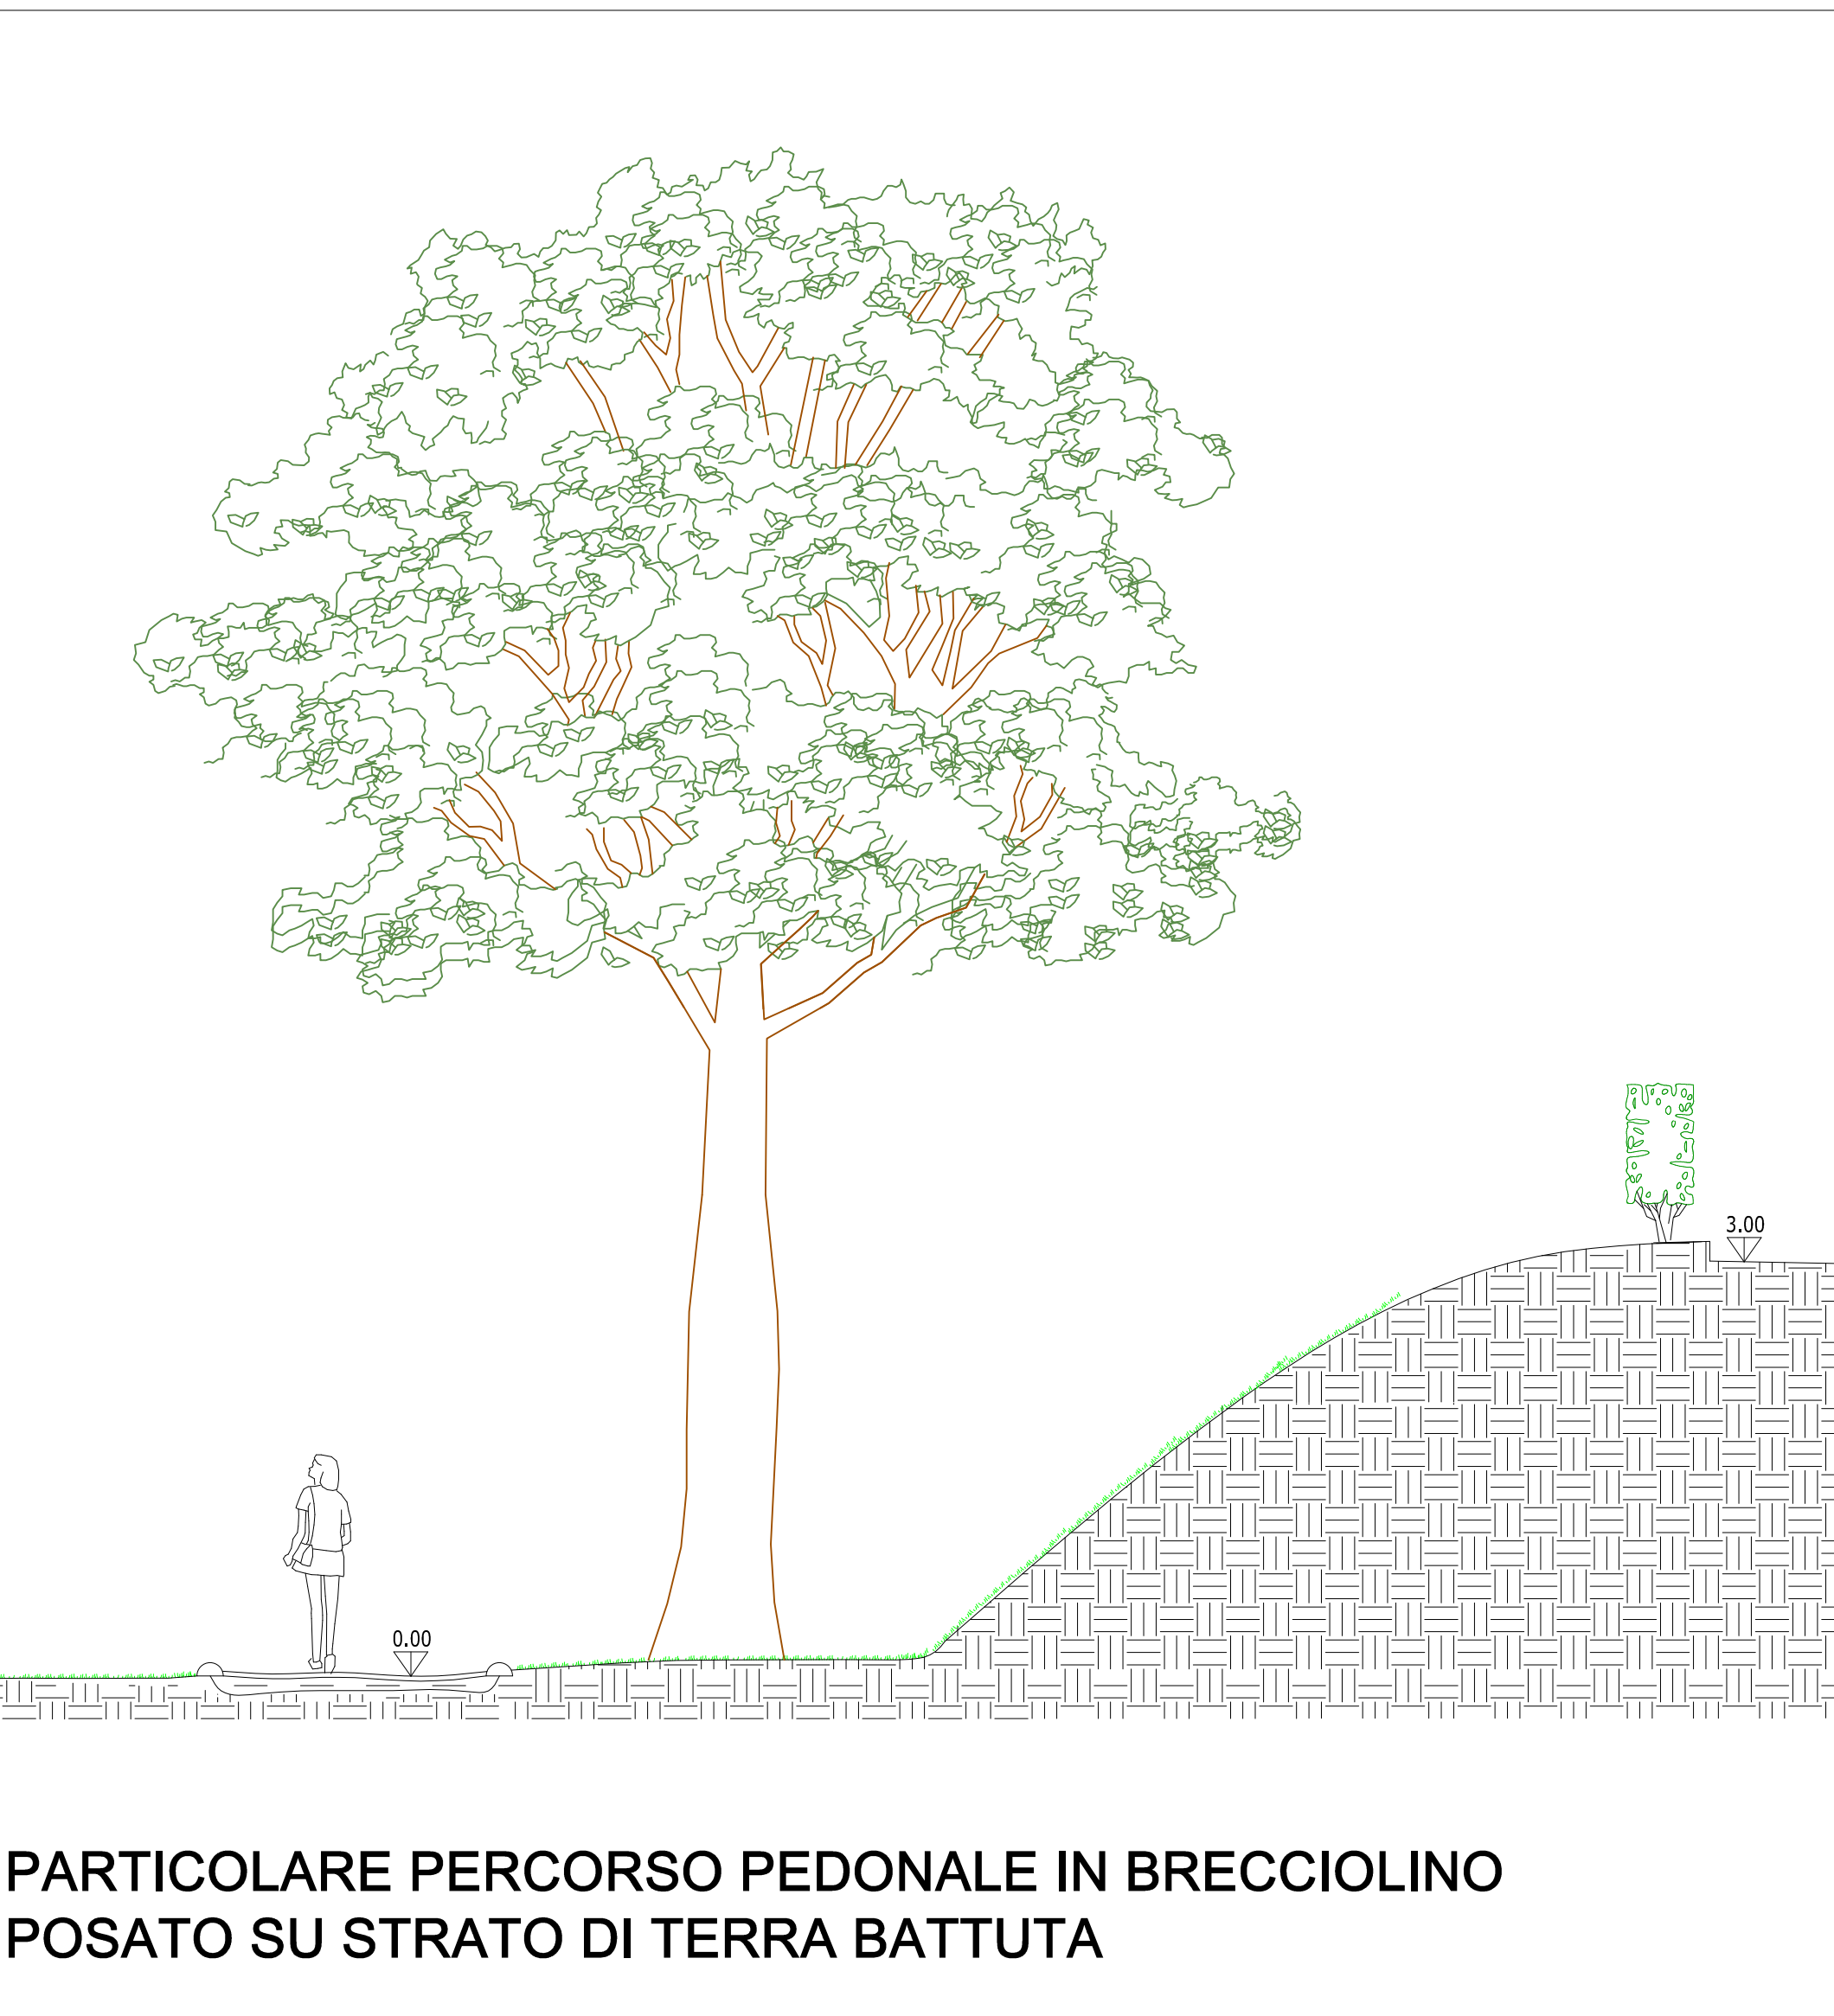 3.00
0.00
PARTICOLARE PERCORSO PEDONALE IN BRECCIOLINO
POSATO SU STRATO DI TERRA BATTUTA